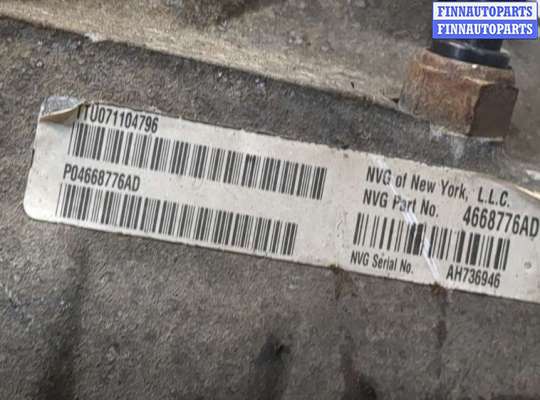 FINNAUTOPARTS
FINNAUTOPARTS
TU071104796
P04668776AD
NVG of New York, L.L.C.
NVG Part No. 4668776AD
NVG Serial No. AH736946